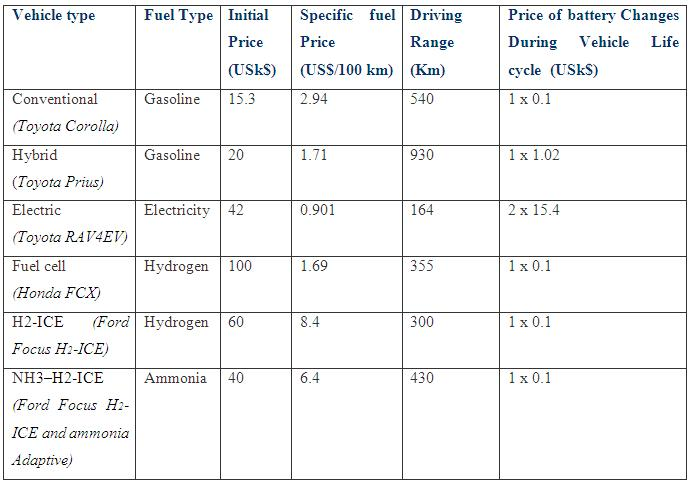 Vehicle type Fuel Type Initial Specific fuel Driving Price of battery Changes
Price Price Range During Vehicle Life
(USk$) (US$/100 km) (Km) cycle (USk$)
Conventional Gasoline 15.3 2.94 540 1 x 0.1
(Toyota Corolla)
Hybrid Gasoline 20 1.71 930 1 x 1.02
(Toyota Prius)
Electric Electricity 42 0.901 164 2 x 15.4
(Toyota RAV4EV)
Fuel cell Hydrogen 100 1.69 355 1 x 0.1
(Honda FCX)
H2-ICE (Ford Hydrogen 60 8.4 300 1 x 0.1
Focus H2-ICE)
NH3–H2-ICE Ammonia 40 6.4 430 1 x 0.1
(Ford Focus H2-
ICE and ammonia
Adaptive)